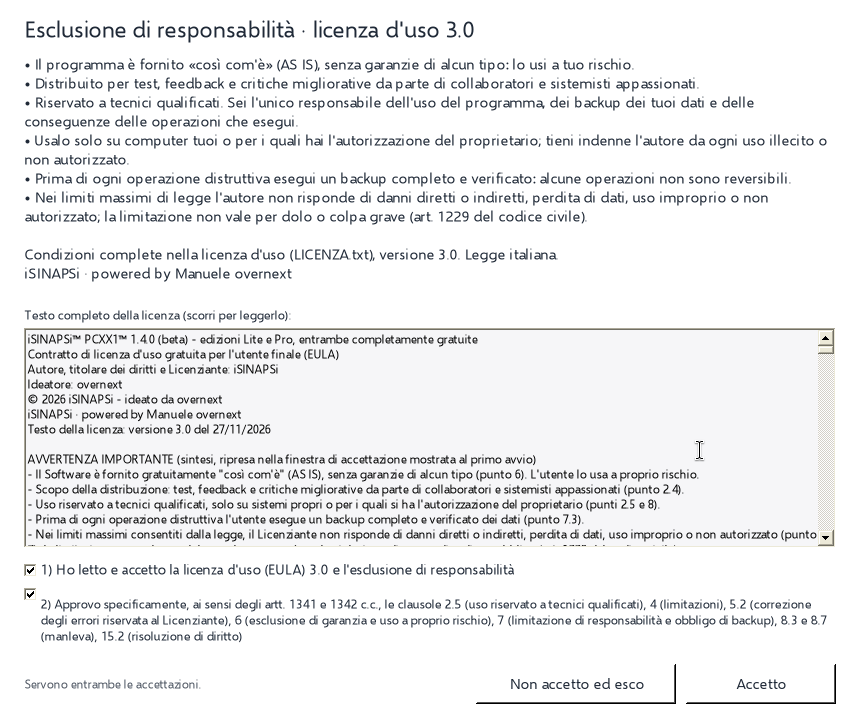 Esclusione di responsabilità · licenza d'uso 3.0
• Il programma è fornito «così com'è» (AS IS), senza garanzie di alcun tipo: lo usi a tuo rischio.
• Distribuito per test, feedback e critiche migliorative da parte di collaboratori e sistemisti appassionati.
• Riservato a tecnici qualificati. Sei l'unico responsabile dell'uso del programma, dei backup dei tuoi dati e delle
conseguenze delle operazioni che esegui.
• Usalo solo su computer tuoi o per i quali hai l'autorizzazione del proprietario; tieni indenne l'autore da ogni uso illecito o
non autorizzato.
• Prima di ogni operazione distruttiva esegui un backup completo e verificato: alcune operazioni non sono reversibili.
• Nei limiti massimi di legge l'autore non risponde di danni diretti o indiretti, perdita di dati, uso improprio o non
autorizzato; la limitazione non vale per dolo o colpa grave (art. 1229 del codice civile).
Condizioni complete nella licenza d'uso (LICENZA.txt), versione 3.0. Legge italiana.
iSINAPSi · powered by Manuele overnext
Testo completo della licenza (scorri per leggerlo):
iSINAPSi™ PCXX1™ 1.4.0 (beta) - edizioni Lite e Pro, entrambe completamente gratuite
Contratto di licenza d'uso gratuita per l'utente finale (EULA)
Autore, titolare dei diritti e Licenziante: iSINAPSi
Ideatore: overnext
© 2026 iSINAPSi - ideato da overnext
iSINAPSi · powered by Manuele overnext
Testo della licenza: versione 3.0 del 27/11/2026
AVVERTENZA IMPORTANTE (sintesi, ripresa nella finestra di accettazione mostrata al primo avvio)
- Il Software è fornito gratuitamente "così com'è" (AS IS), senza garanzie di alcun tipo (punto 6). L'utente lo usa a proprio rischio.
- Scopo della distribuzione: test, feedback e critiche migliorative da parte di collaboratori e sistemisti appassionati (punto 2.4).
- Uso riservato a tecnici qualificati, solo su sistemi propri o per i quali si ha l'autorizzazione del proprietario (punti 2.5 e 8).
- Prima di ogni operazione distruttiva l'utente esegue un backup completo e verificato dei dati (punto 7.3).
- Nei limiti massimi consentiti dalla legge, il Licenziante non risponde di danni diretti o indiretti, perdita di dati, uso improprio o non autorizzato (punto
1) Ho letto e accetto la licenza d'uso (EULA) 3.0 e l'esclusione di responsabilità
2) Approvo specificamente, ai sensi degli artt. 1341 e 1342 c.c., le clausole 2.5 (uso riservato a tecnici qualificati), 4 (limitazioni), 5.2 (correzione
degli errori riservata al Licenziante), 6 (esclusione di garanzia e uso a proprio rischio), 7 (limitazione di responsabilità e obbligo di backup), 8.3 e 8.7
(manleva), 15.2 (risoluzione di diritto)
Servono entrambe le accettazioni.
Non accetto ed esco
Accetto